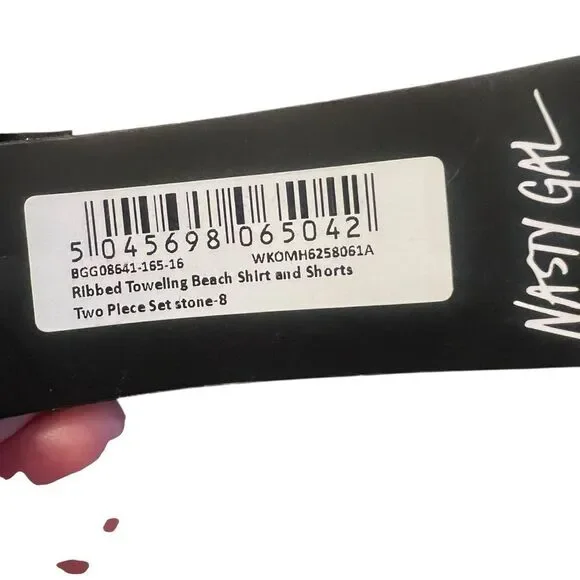 5 045698 065042
BGG08641-165-16 WKOMH6258061A
Ribbed Toweling Beach Shirt and Shorts
Two Piece Set stone-8
NASTY GAL